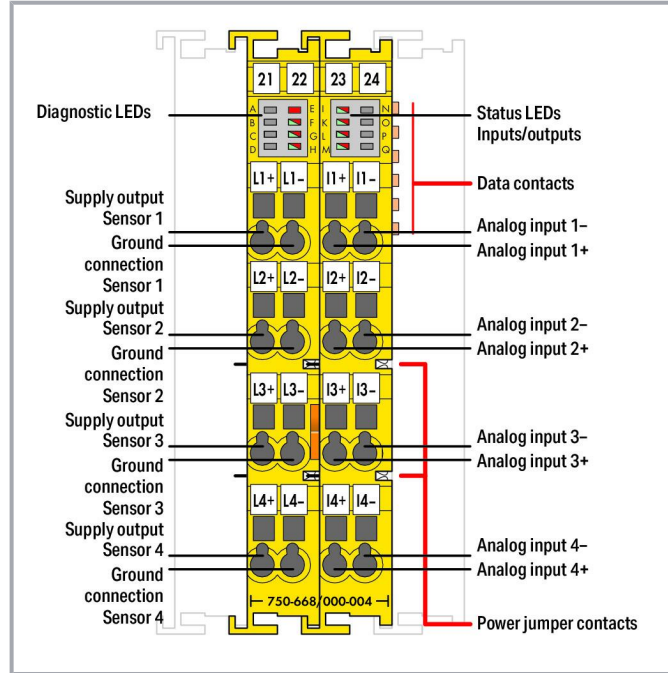 21 22 23 24
Diagnostic LEDs
A E I N
B F K O
C G L P
D H M Q
Status LEDs
Inputs/outputs
L1+ L1– I1+ I1–
Data contacts
Supply output
Sensor 1
Ground
connection
Sensor 1
Analog input 1–
Analog input 1+
L2+ L2– I2+ I2–
Supply output
Sensor 2
Ground
connection
Sensor 2
Analog input 2–
Analog input 2+
L3+ L3– I3+ I3–
Supply output
Sensor 3
Ground
connection
Sensor 3
Analog input 3–
Analog input 3+
L4+ L4– I4+ I4–
Supply output
Sensor 4
Ground
connection
Sensor 4
Analog input 4–
Analog input 4+
750-668/000-004
Power jumper contacts